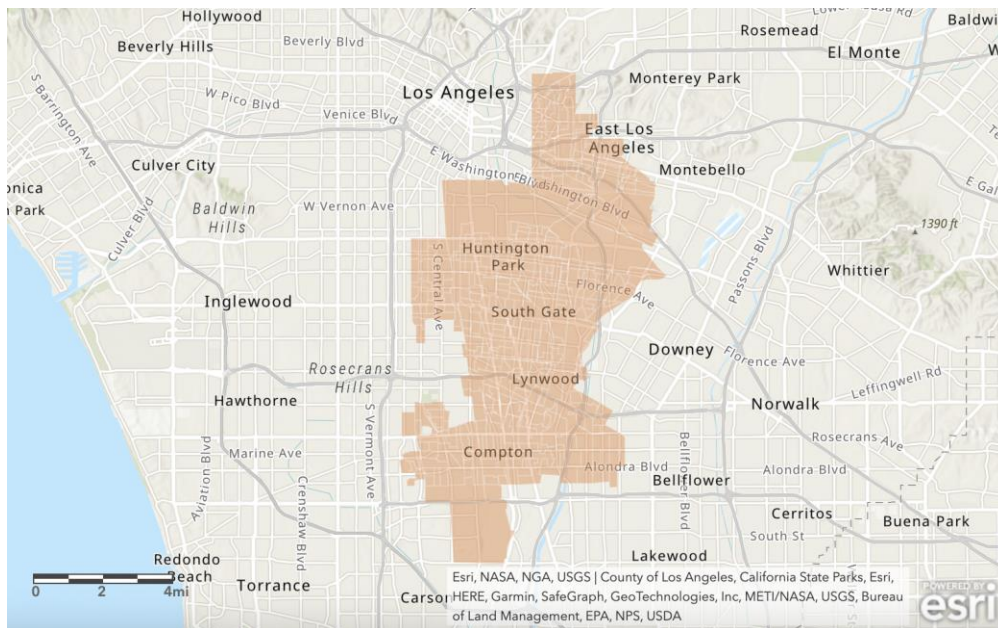 Hollywood
Rosemead
Baldwi
Beverly Hills
Beverly Blvd
El Monte
S Barrington Ave
W Pico Blvd
Los Angeles
Monterey Park
Venice Blvd
East Los
Angeles
Culver City
E Washington Blvd
Montebello
onica
n Park
Baldwin
Hills
W Vernon Ave
Culver Blvd
1390 ft
S Central Ave
Huntington
Park
Passons Blvd
Whittier
Inglewood
Florence Ave
South Gate
Downey
Florence Ave
Rosecrans
Hills
Lynwood
Leffingwell Rd
Hawthorne
S Vermont Ave
Norwalk
Rosecrans Ave
Aviation Blvd
Marine Ave
Compton
Alondra Blvd
Bellflower Blvd
Alondra Blvd
Bellflower
Crenshaw Blvd
Cerritos
Buena Park
South St
Redondo
Beach
Lakewood
Torrance
Carson
0 2 4mi
Esri, NASA, NGA, USGS | County of Los Angeles, California State Parks, Esri,
HERE, Garmin, SafeGraph, GeoTechnologies, Inc, METI/NASA, USGS, Bureau
of Land Management, EPA, NPS, USDA
POWERED BY
esri